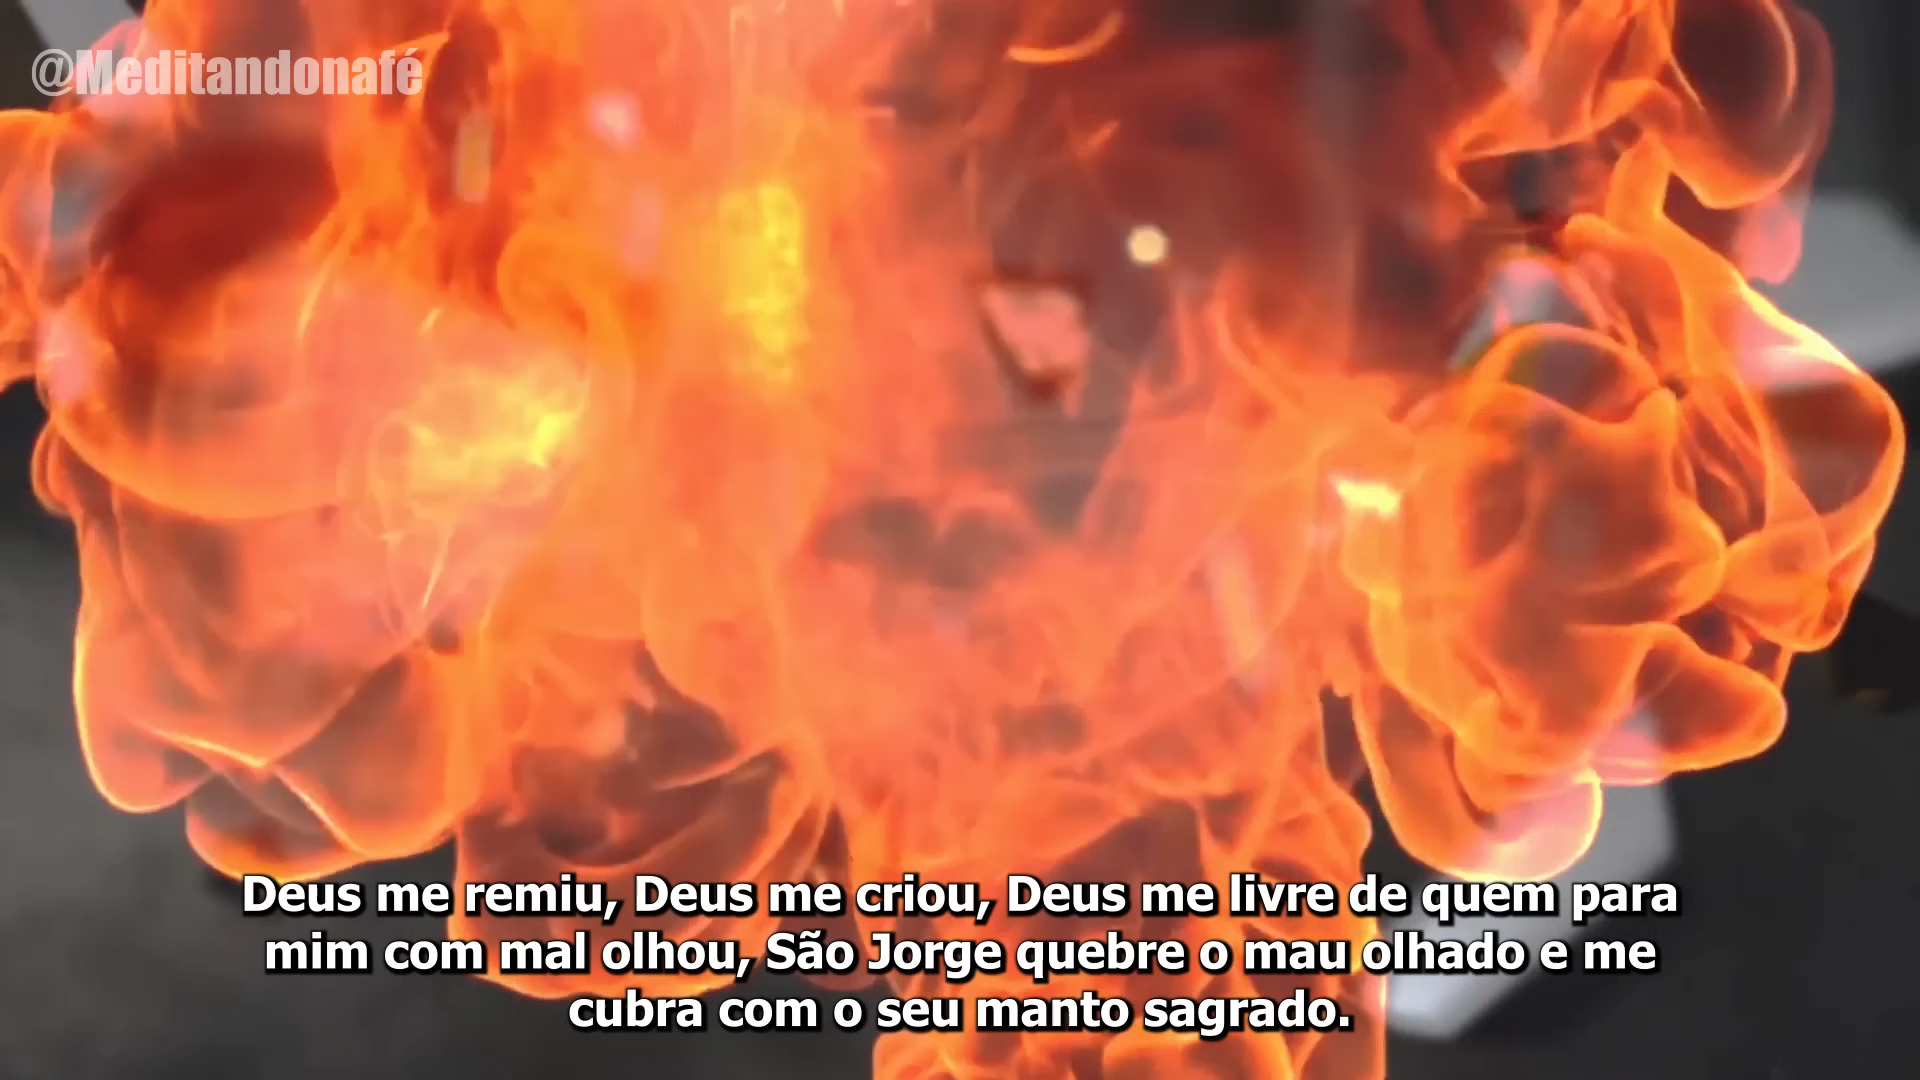 @Meditandonafé
Deus me remiu, Deus me criou, Deus me livre de quem para
mim com mal olhou, São Jorge quebre o mau olhado e me
cubra com o seu manto sagrado.